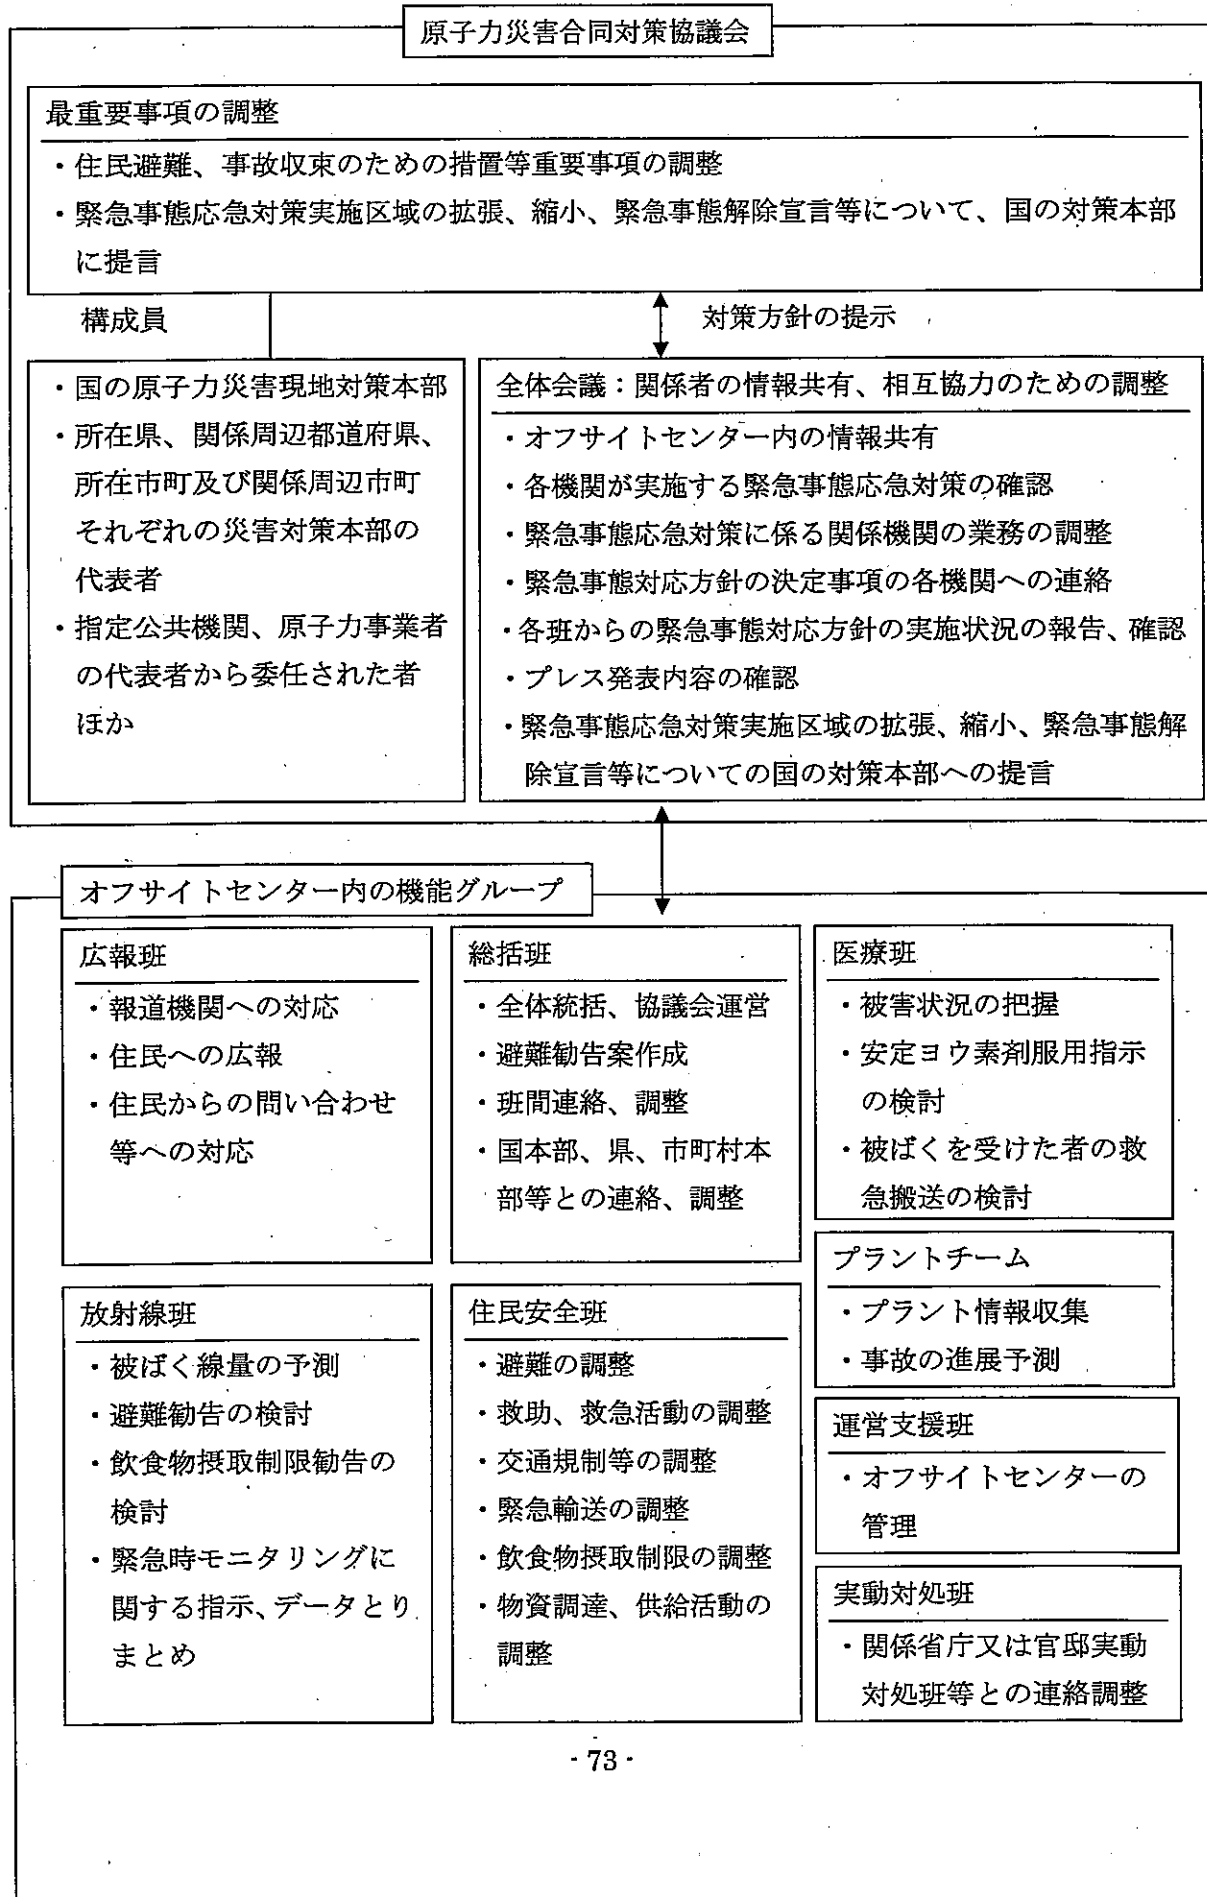 原子力災害合同対策協議会
最重要事項の調整
・住民避難、事故収束のための措置等重要事項の調整
・緊急事態応急対策実施区域の拡張、縮小、緊急事態解除宣言等について、国の対策本部
に提言
構成員
対策方針の提示
・国の原子力災害現地対策本部
・所在県、関係周辺都道府県、
所在市町及び関係周辺市町
それぞれの災害対策本部の
代表者
・指定公共機関、原子力事業者
の代表者から委任された者
ほか
全体会議：関係者の情報共有、相互協力のための調整
・オフサイトセンター内の情報共有
・各機関が実施する緊急事態応急対策の確認
・緊急事態応急対策に係る関係機関の業務の調整
・緊急事態対応方針の決定事項の各機関への連絡
・各班からの緊急事態対応方針の実施状況の報告、確認
・プレス発表内容の確認
・緊急事態応急対策実施区域の拡張、縮小、緊急事態解
除宣言等についての国の対策本部への提言
オフサイトセンター内の機能グループ
広報班
・報道機関への対応
・住民への広報
・住民からの問い合わせ
等への対応
総括班
・全体統括、協議会運営
・避難勧告案作成
・班間連絡、調整
・国本部、県、市町村本
部等との連絡、調整
医療班
・被害状況の把握
・安定ヨウ素剤服用指示
の検討
・被ばくを受けた者の救
急搬送の検討
プラントチーム
・プラント情報収集
・事故の進展予測
放射線班
・被ばく線量の予測
・避難勧告の検討
・飲食物摂取制限勧告の
検討
・緊急時モニタリングに
関する指示、データとり
まとめ
住民安全班
・避難の調整
・救助、救急活動の調整
・交通規制等の調整
・緊急輸送の調整
・飲食物摂取制限の調整
・物資調達、供給活動の
調整
運営支援班
・オフサイトセンターの
管理
実動対処班
・関係省庁又は官邸実動
対処班等との連絡調整
- 73 -